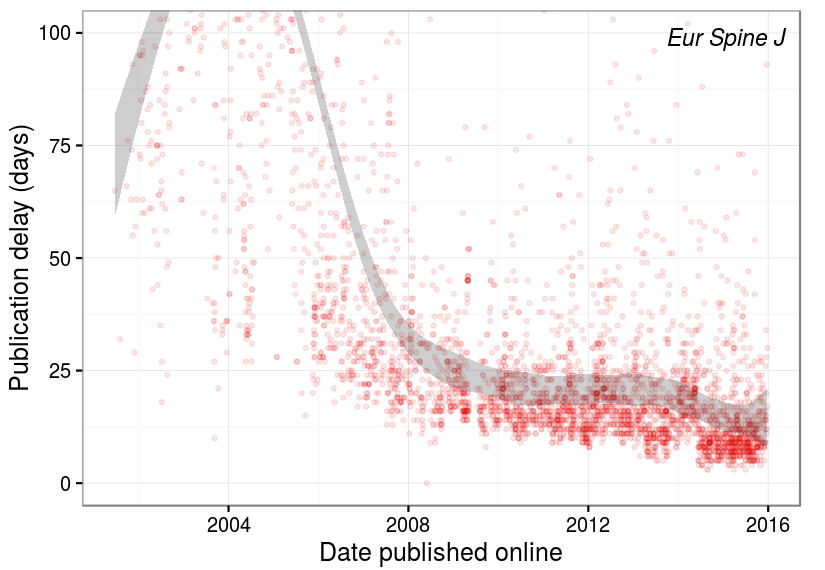 Eur Spine J
Publication delay (days)
100
75
50
25
0
2004 2008 2012 2016
Date published online